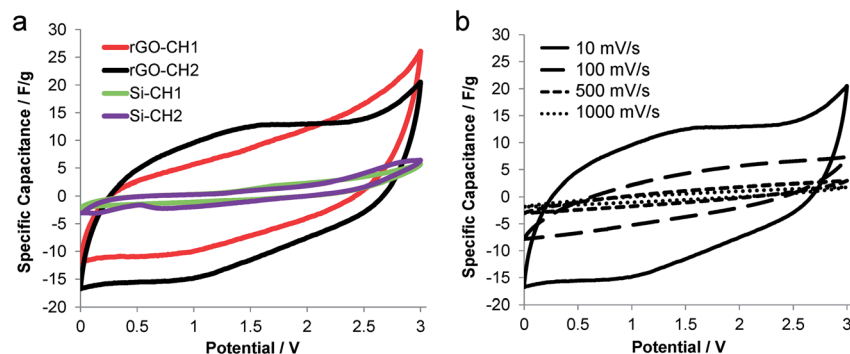 a
rGO-CH1
rGO-CH2
Si-CH1
Si-CH2
Specific Capacitance / F/g
30
25
20
15
10
5
0
-5
-10
-15
-20
0 0.5 1 1.5 2 2.5 3
Potential / V
b
10 mV/s
100 mV/s
500 mV/s
1000 mV/s
Specific Capacitance / F/g
30
25
20
15
10
5
0
-5
-10
-15
-20
0 0.5 1 1.5 2 2.5 3
Potential / V